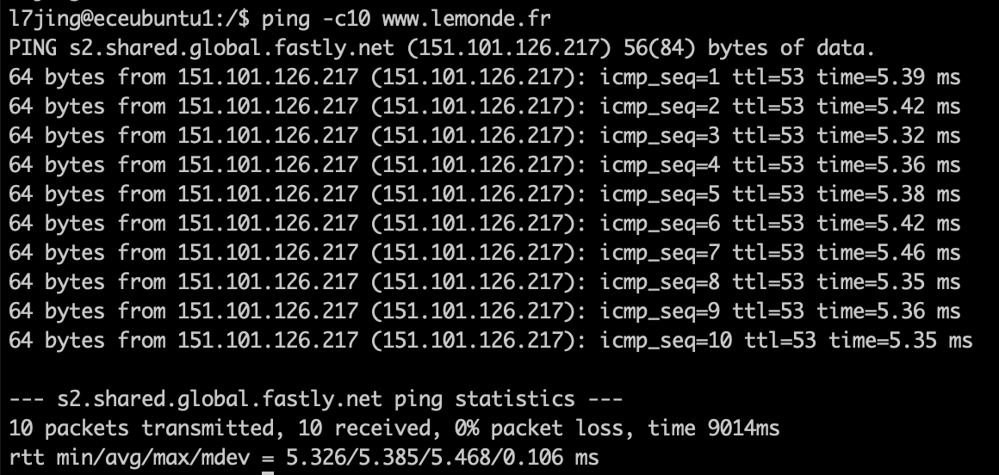 l7jing@eceubuntu1:/$ ping -c10 www.lemonde.fr
PING s2.shared.global.fastly.net (151.101.126.217) 56(84) bytes of data.
64 bytes from 151.101.126.217 (151.101.126.217): icmp_seq=1 ttl=53 time=5.39 ms
64 bytes from 151.101.126.217 (151.101.126.217): icmp_seq=2 ttl=53 time=5.42 ms
64 bytes from 151.101.126.217 (151.101.126.217): icmp_seq=3 ttl=53 time=5.32 ms
64 bytes from 151.101.126.217 (151.101.126.217): icmp_seq=4 ttl=53 time=5.36 ms
64 bytes from 151.101.126.217 (151.101.126.217): icmp_seq=5 ttl=53 time=5.38 ms
64 bytes from 151.101.126.217 (151.101.126.217): icmp_seq=6 ttl=53 time=5.42 ms
64 bytes from 151.101.126.217 (151.101.126.217): icmp_seq=7 ttl=53 time=5.46 ms
64 bytes from 151.101.126.217 (151.101.126.217): icmp_seq=8 ttl=53 time=5.35 ms
64 bytes from 151.101.126.217 (151.101.126.217): icmp_seq=9 ttl=53 time=5.36 ms
64 bytes from 151.101.126.217 (151.101.126.217): icmp_seq=10 ttl=53 time=5.35 ms
--- s2.shared.global.fastly.net ping statistics ---
10 packets transmitted, 10 received, 0% packet loss, time 9014ms
rtt min/avg/max/mdev = 5.326/5.385/5.468/0.106 ms